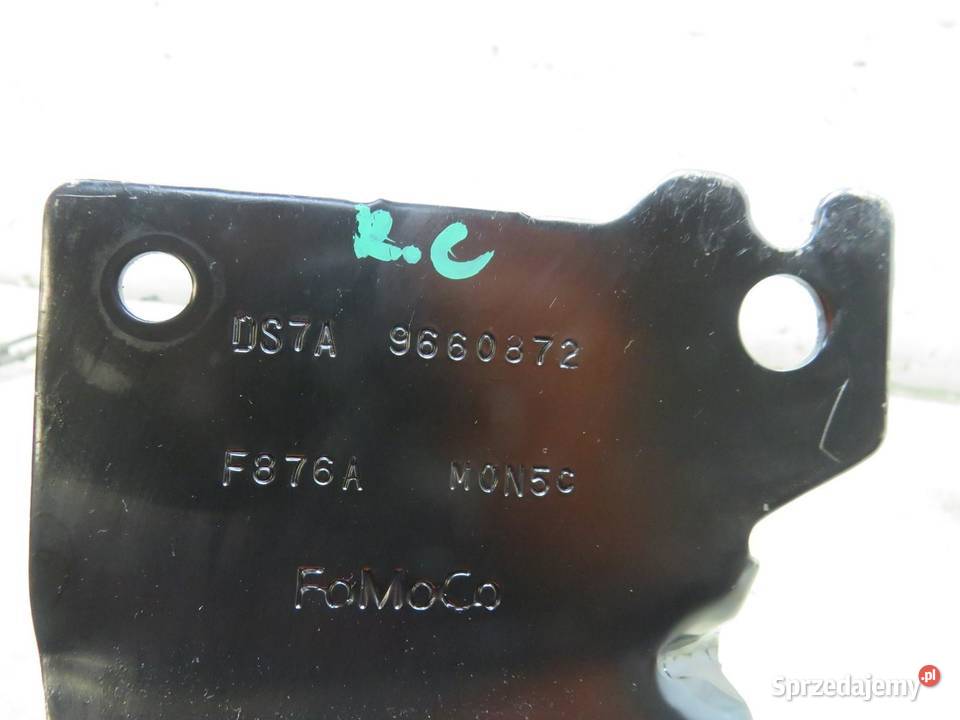 R.C
DS7A 9660872
F876A M0N5C
FoMoCo
Sprzedajemy.pl